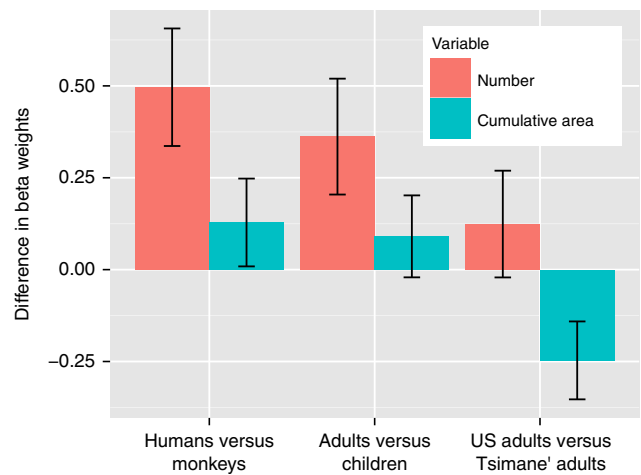 Difference in beta weights
0.50
0.25
0.00
−0.25
Variable
Number
Cumulative area
Humans versus
monkeys
Adults versus
children
US adults versus
Tsimane' adults